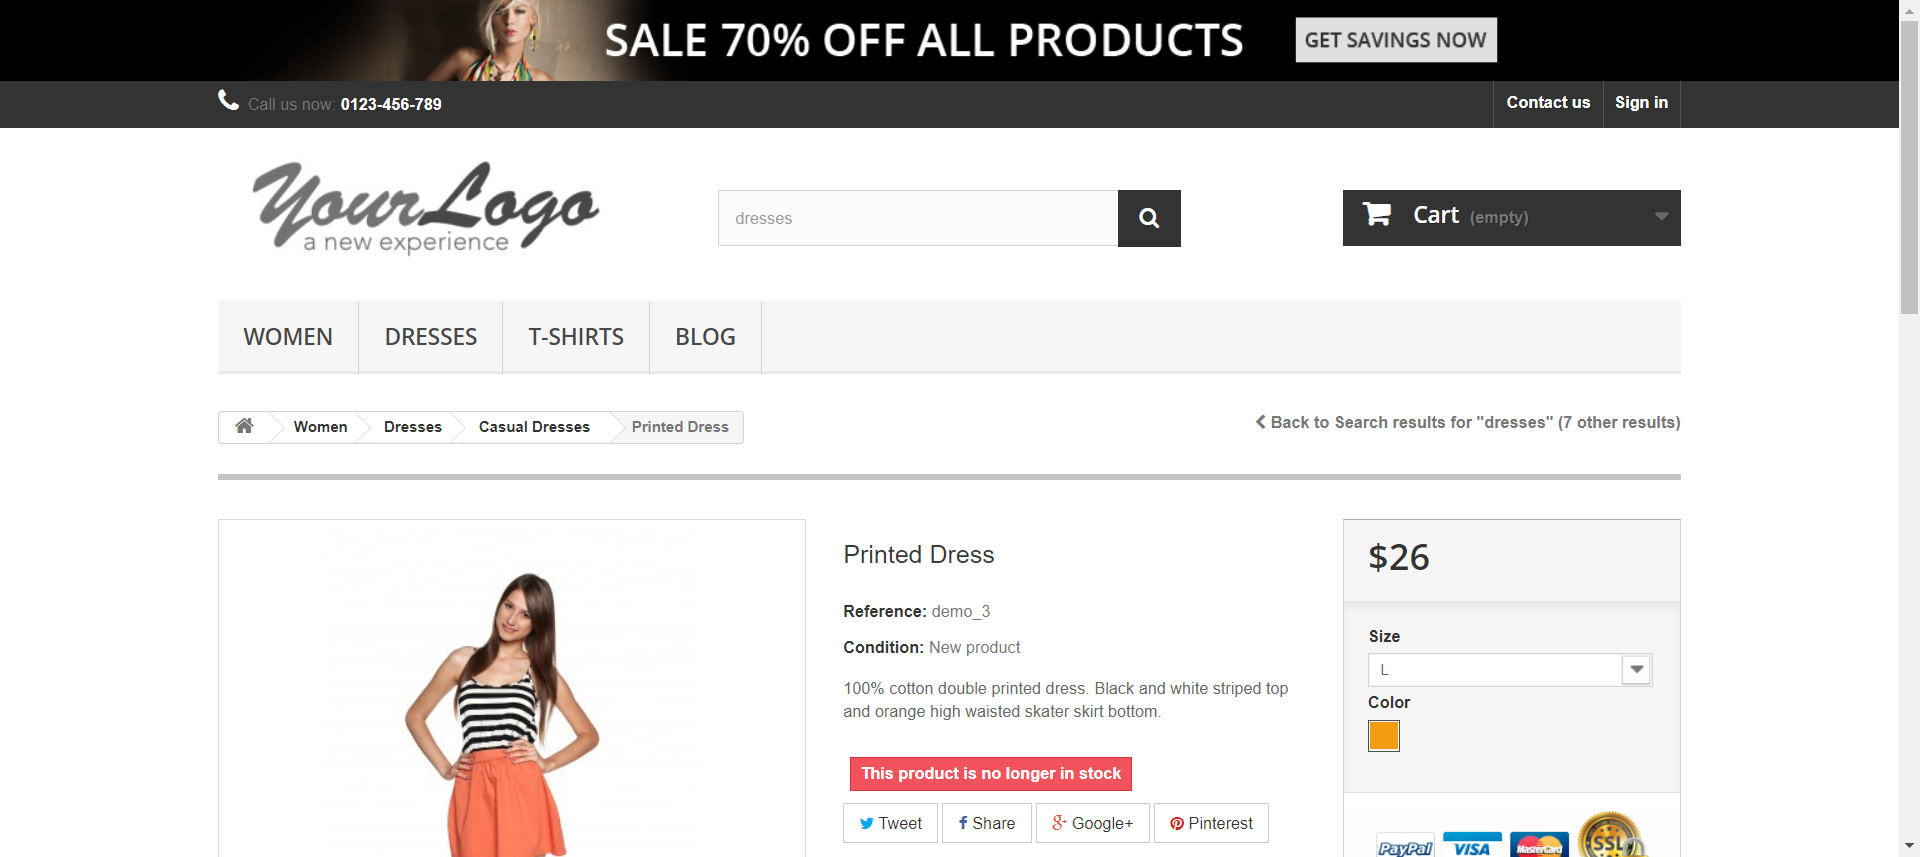 SALE 70% OFF ALL PRODUCTS
GET SAVINGS NOW
Call us now: 0123-456-789
Contact us
Sign in
YourLogo
a new experience
dresses
Cart (empty)
WOMEN
DRESSES
T-SHIRTS
BLOG
Women
Dresses
Casual Dresses
Printed Dress
Back to Search results for "dresses" (7 other results)
Printed Dress
Reference: demo_3
Condition: New product
100% cotton double printed dress. Black and white striped top
and orange high waisted skater skirt bottom.
This product is no longer in stock
Tweet
Share
Google+
Pinterest
$26
Size
L
Color
PayPal
VISA
MasterCard
SSL